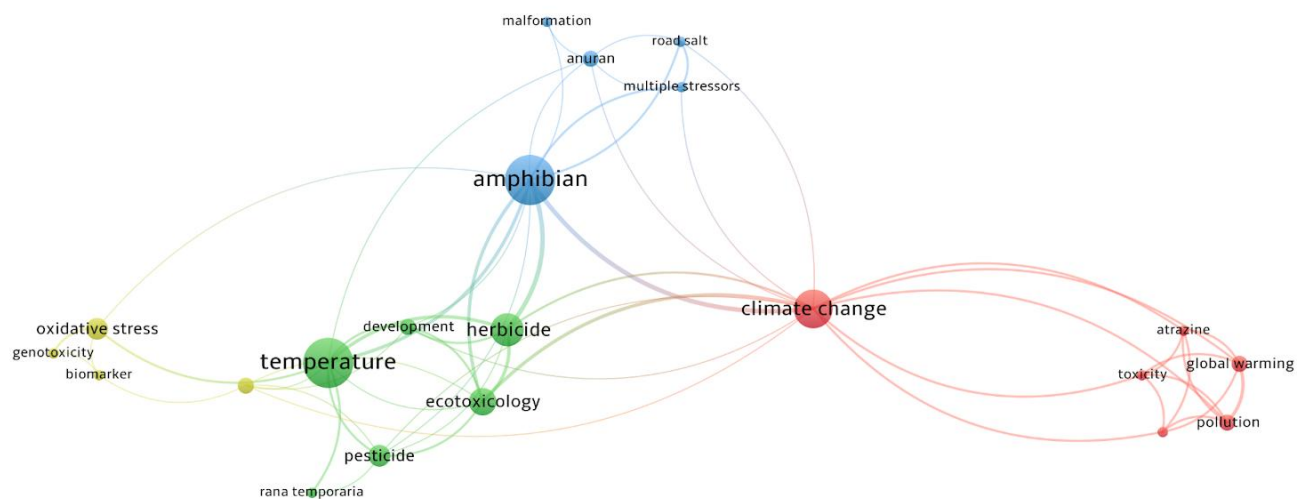 malformation
road salt
anuran
multiple stressors
amphibian
climate change
oxidative stress
development
herbicide
atrazine
genotoxicity
temperature
global warming
biomarker
toxicity
ecotoxicology
pollution
pesticide
rana temporaria